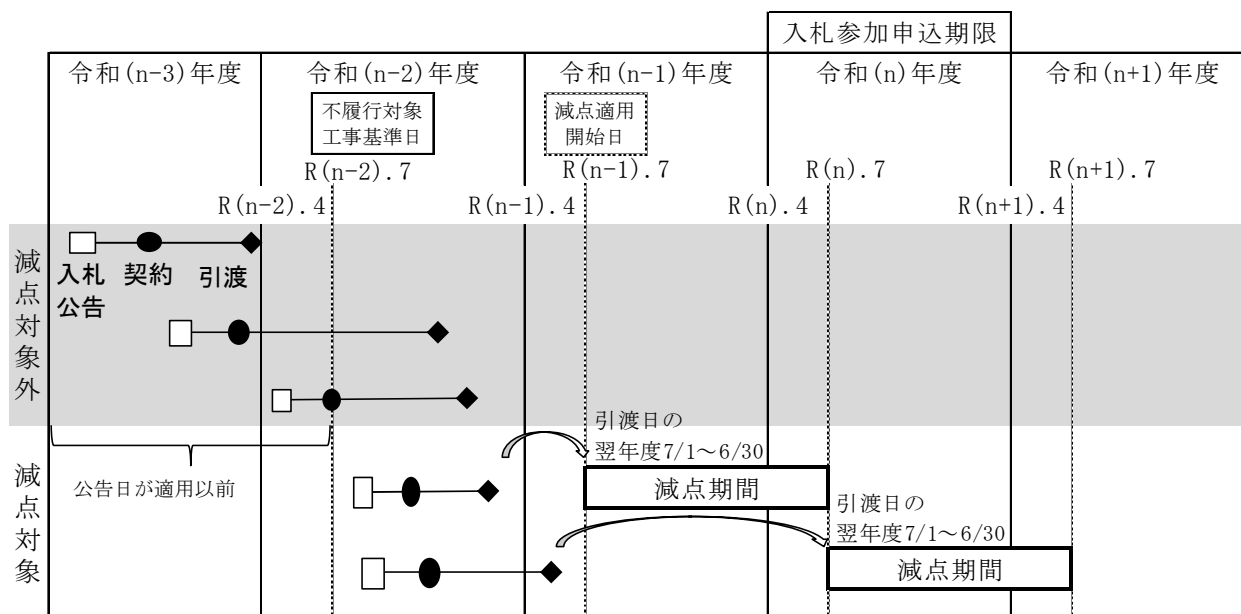 入札参加申込期限
令和(n-3)年度
令和(n-2)年度
令和(n-1)年度
令和(n)年度
令和(n+1)年度
不履行対象
工事基準日
減点適用
開始日
R(n-2).7
R(n-1).7
R(n).7
R(n+1).7
R(n-2).4
R(n-1).4
R(n).4
R(n+1).4
減点対象外
入札
公告
契約
引渡
引渡日の
翌年度7/1～6/30
減点対象
公告日が適用以前
減点期間
引渡日の
翌年度7/1～6/30
減点期間